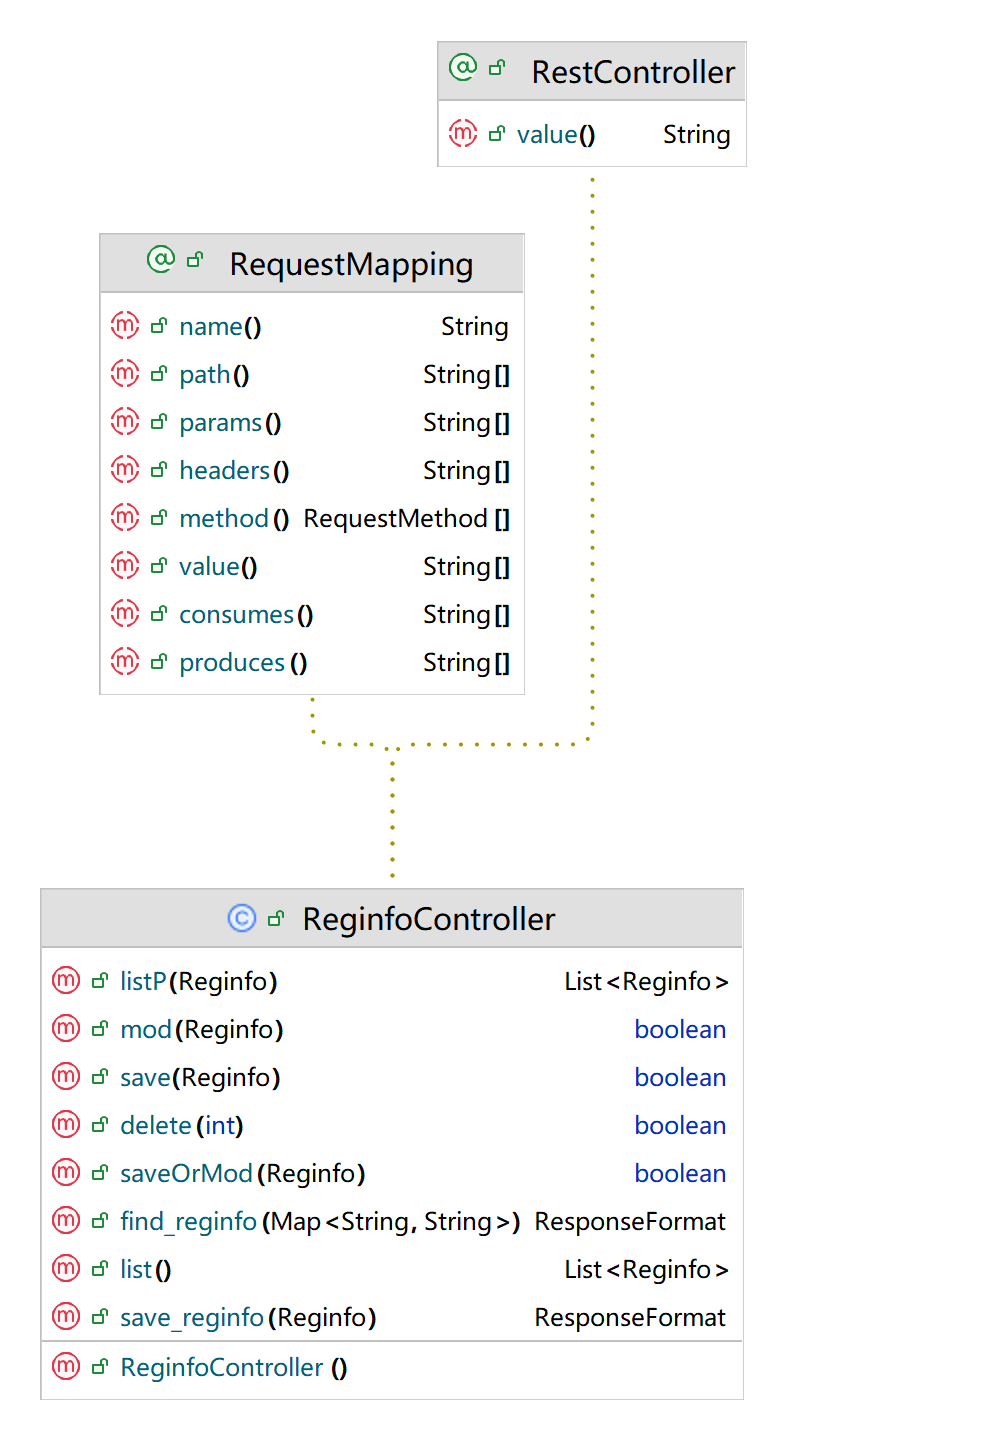 RestController
value() String
RequestMapping
name() String
path() String[]
params() String[]
headers() String[]
method() RequestMethod[]
value() String[]
consumes() String[]
produces() String[]
ReginfoController
listP(Reginfo) List<Reginfo>
mod(Reginfo) boolean
save(Reginfo) boolean
delete(int) boolean
saveOrMod(Reginfo) boolean
find_reginfo(Map<String, String>) ResponseFormat
list() List<Reginfo>
save_reginfo(Reginfo) ResponseFormat
ReginfoController()